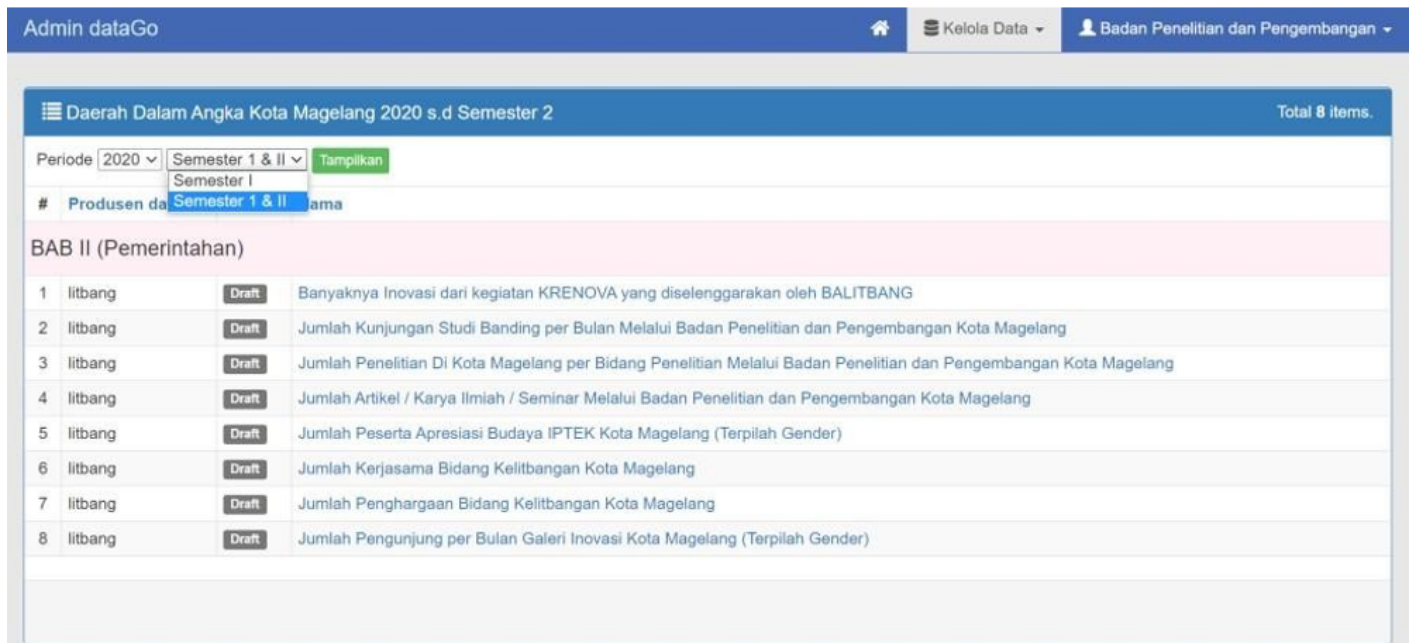 Admin dataGo Kelola Data Badan Penelitian dan Pengembangan
Daerah Dalam Angka Kota Magelang 2020 s.d Semester 2 Total 8 items.
Periode 2020 Semester 1 & II Tampilkan
Semester I
Semester 1 & II
# Produsen da ama
BAB II (Pemerintahan)
1 litbang Draft Banyaknya Inovasi dari kegiatan KRENOVA yang diselenggarakan oleh BALITBANG
2 litbang Draft Jumlah Kunjungan Studi Banding per Bulan Melalui Badan Penelitian dan Pengembangan Kota Magelang
3 litbang Draft Jumlah Penelitian Di Kota Magelang per Bidang Penelitian Melalui Badan Penelitian dan Pengembangan Kota Magelang
4 litbang Draft Jumlah Artikel / Karya Ilmiah / Seminar Melalui Badan Penelitian dan Pengembangan Kota Magelang
5 litbang Draft Jumlah Peserta Apresiasi Budaya IPTEK Kota Magelang (Terpilah Gender)
6 litbang Draft Jumlah Kerjasama Bidang Kelitbangan Kota Magelang
7 litbang Draft Jumlah Penghargaan Bidang Kelitbangan Kota Magelang
8 litbang Draft Jumlah Pengunjung per Bulan Galeri Inovasi Kota Magelang (Terpilah Gender)